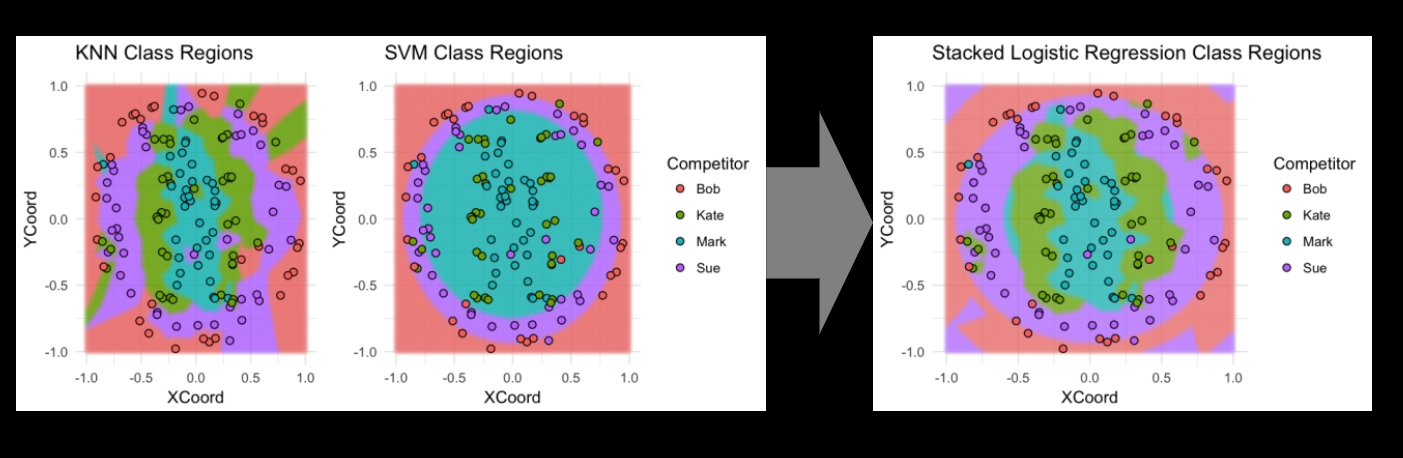 KNN Class Regions
SVM Class Regions
Stacked Logistic Regression Class Regions
YCoord
1.0
0.5
0.0
-0.5
-1.0
-1.0 -0.5 0.0 0.5 1.0
XCoord
YCoord
1.0
0.5
0.0
-0.5
-1.0
-1.0 -0.5 0.0 0.5 1.0
XCoord
Competitor
Bob
Kate
Mark
Sue
YCoord
1.0
0.5
0.0
-0.5
-1.0
-1.0 -0.5 0.0 0.5 1.0
XCoord
Competitor
Bob
Kate
Mark
Sue